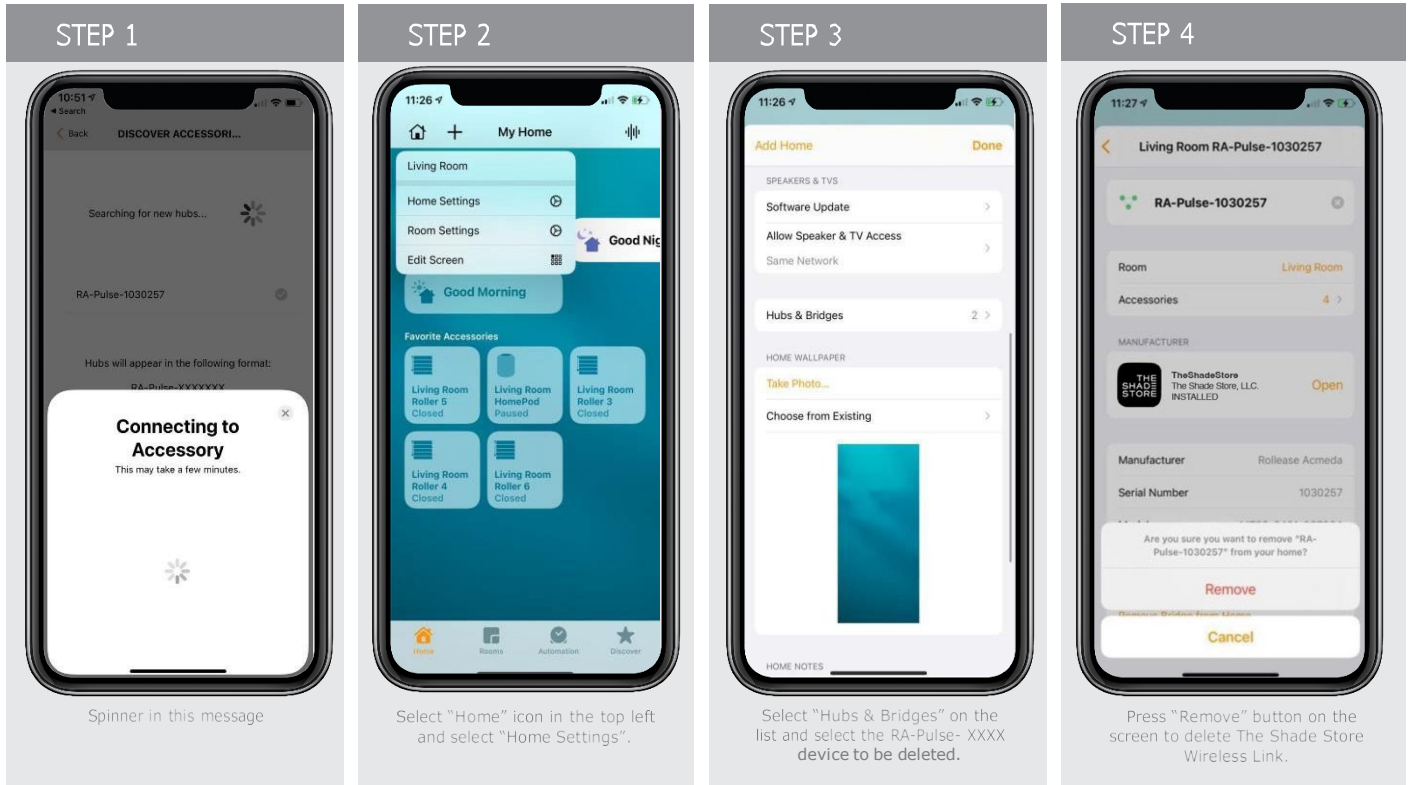 STEP 1
10:51
Search
Back DISCOVER ACCESSORI...
Searching for new hubs...
RA-Pulse-1030257
Hubs will appear in the following format:
RA-Pulse-XXXXXXX
Connecting to
Accessory
This may take a few minutes.
Spinner in this message
STEP 2
11:26
My Home
Living Room
Home Settings
Room Settings
Edit Screen
Good Nig
Good Morning
Favorite Accessories
Living Room Living Room Living Room
Roller 5 HomePod Roller 3
Closed Paused Closed
Living Room Living Room
Roller 4 Roller 6
Closed Closed
Home Rooms Automation Discover
Select “Home” icon in the top left
and select “Home Settings”.
STEP 3
11:26
Add Home Done
SPEAKERS & TVS
Software Update
Allow Speaker & TV Access
Same Network
Hubs & Bridges 2
HOME WALLPAPER
Take Photo...
Choose from Existing
HOME NOTES
Select “Hubs & Bridges” on the
list and select the RA-Pulse- XXXX
device to be deleted.
STEP 4
11:27
Living Room RA-Pulse-1030257
RA-Pulse-1030257
Room Living Room
Accessories 4
MANUFACTURER
THE
SHADE
STORE
TheShadeStore
The Shade Store, LLC.
INSTALLED
Open
Manufacturer Rollease Acmeda
Serial Number 1030257
Are you sure you want to remove “RA-
Pulse-1030257” from your home?
Remove
Remove Bridge from Home
Cancel
Press “Remove” button on the
screen to delete The Shade Store
Wireless Link.